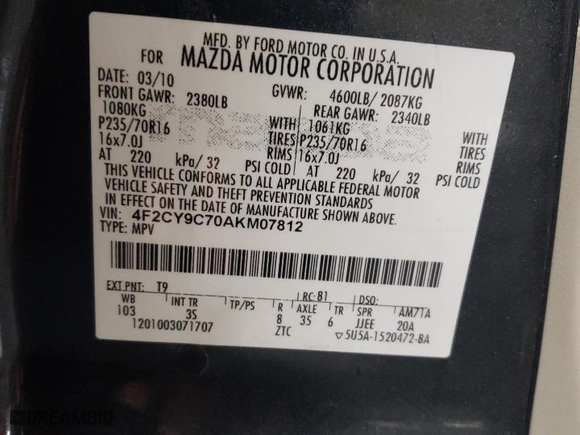 MFD. BY FORD MOTOR CO. IN U.S.A.
FOR MAZDA MOTOR CORPORATION
DATE: 03/10 GVWR: 4600LB/ 2087KG
FRONT GAWR: 2380LB REAR GAWR: 2340LB
1080KG WITH 1061KG WITH
P235/70R16 TIRES P235/70R16 TIRES
16x7.0J RIMS 16x7.0J RIMS
AT 220 kPa/ 32 PSI COLD AT 220 kPa/ 32 PSI COLD
THIS VEHICLE CONFORMS TO ALL APPLICABLE FEDERAL MOTOR
VEHICLE SAFETY AND THEFT PREVENTION STANDARDS
IN EFFECT ON THE DATE OF MANUFACTURE SHOWN ABOVE.
VIN: 4F2CY9C70AKM07812
TYPE: MPV
EXT PNT: T9 RC: 81 DSO:
WB INT TR TP/PS R AXLE TR SPR AM7TA
103 3S 8 35 6 JJEE 20A
1201003071707 ZTC ▽5U5A-1520472-BA
DREAMBID